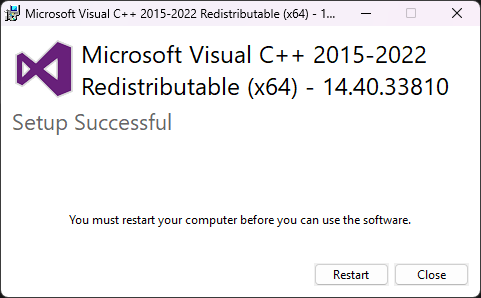 Microsoft Visual C++ 2015-2022 Redistributable (x64) - 1...
Microsoft Visual C++ 2015-2022
Redistributable (x64) - 14.40.33810
Setup Successful
You must restart your computer before you can use the software.
Restart
Close